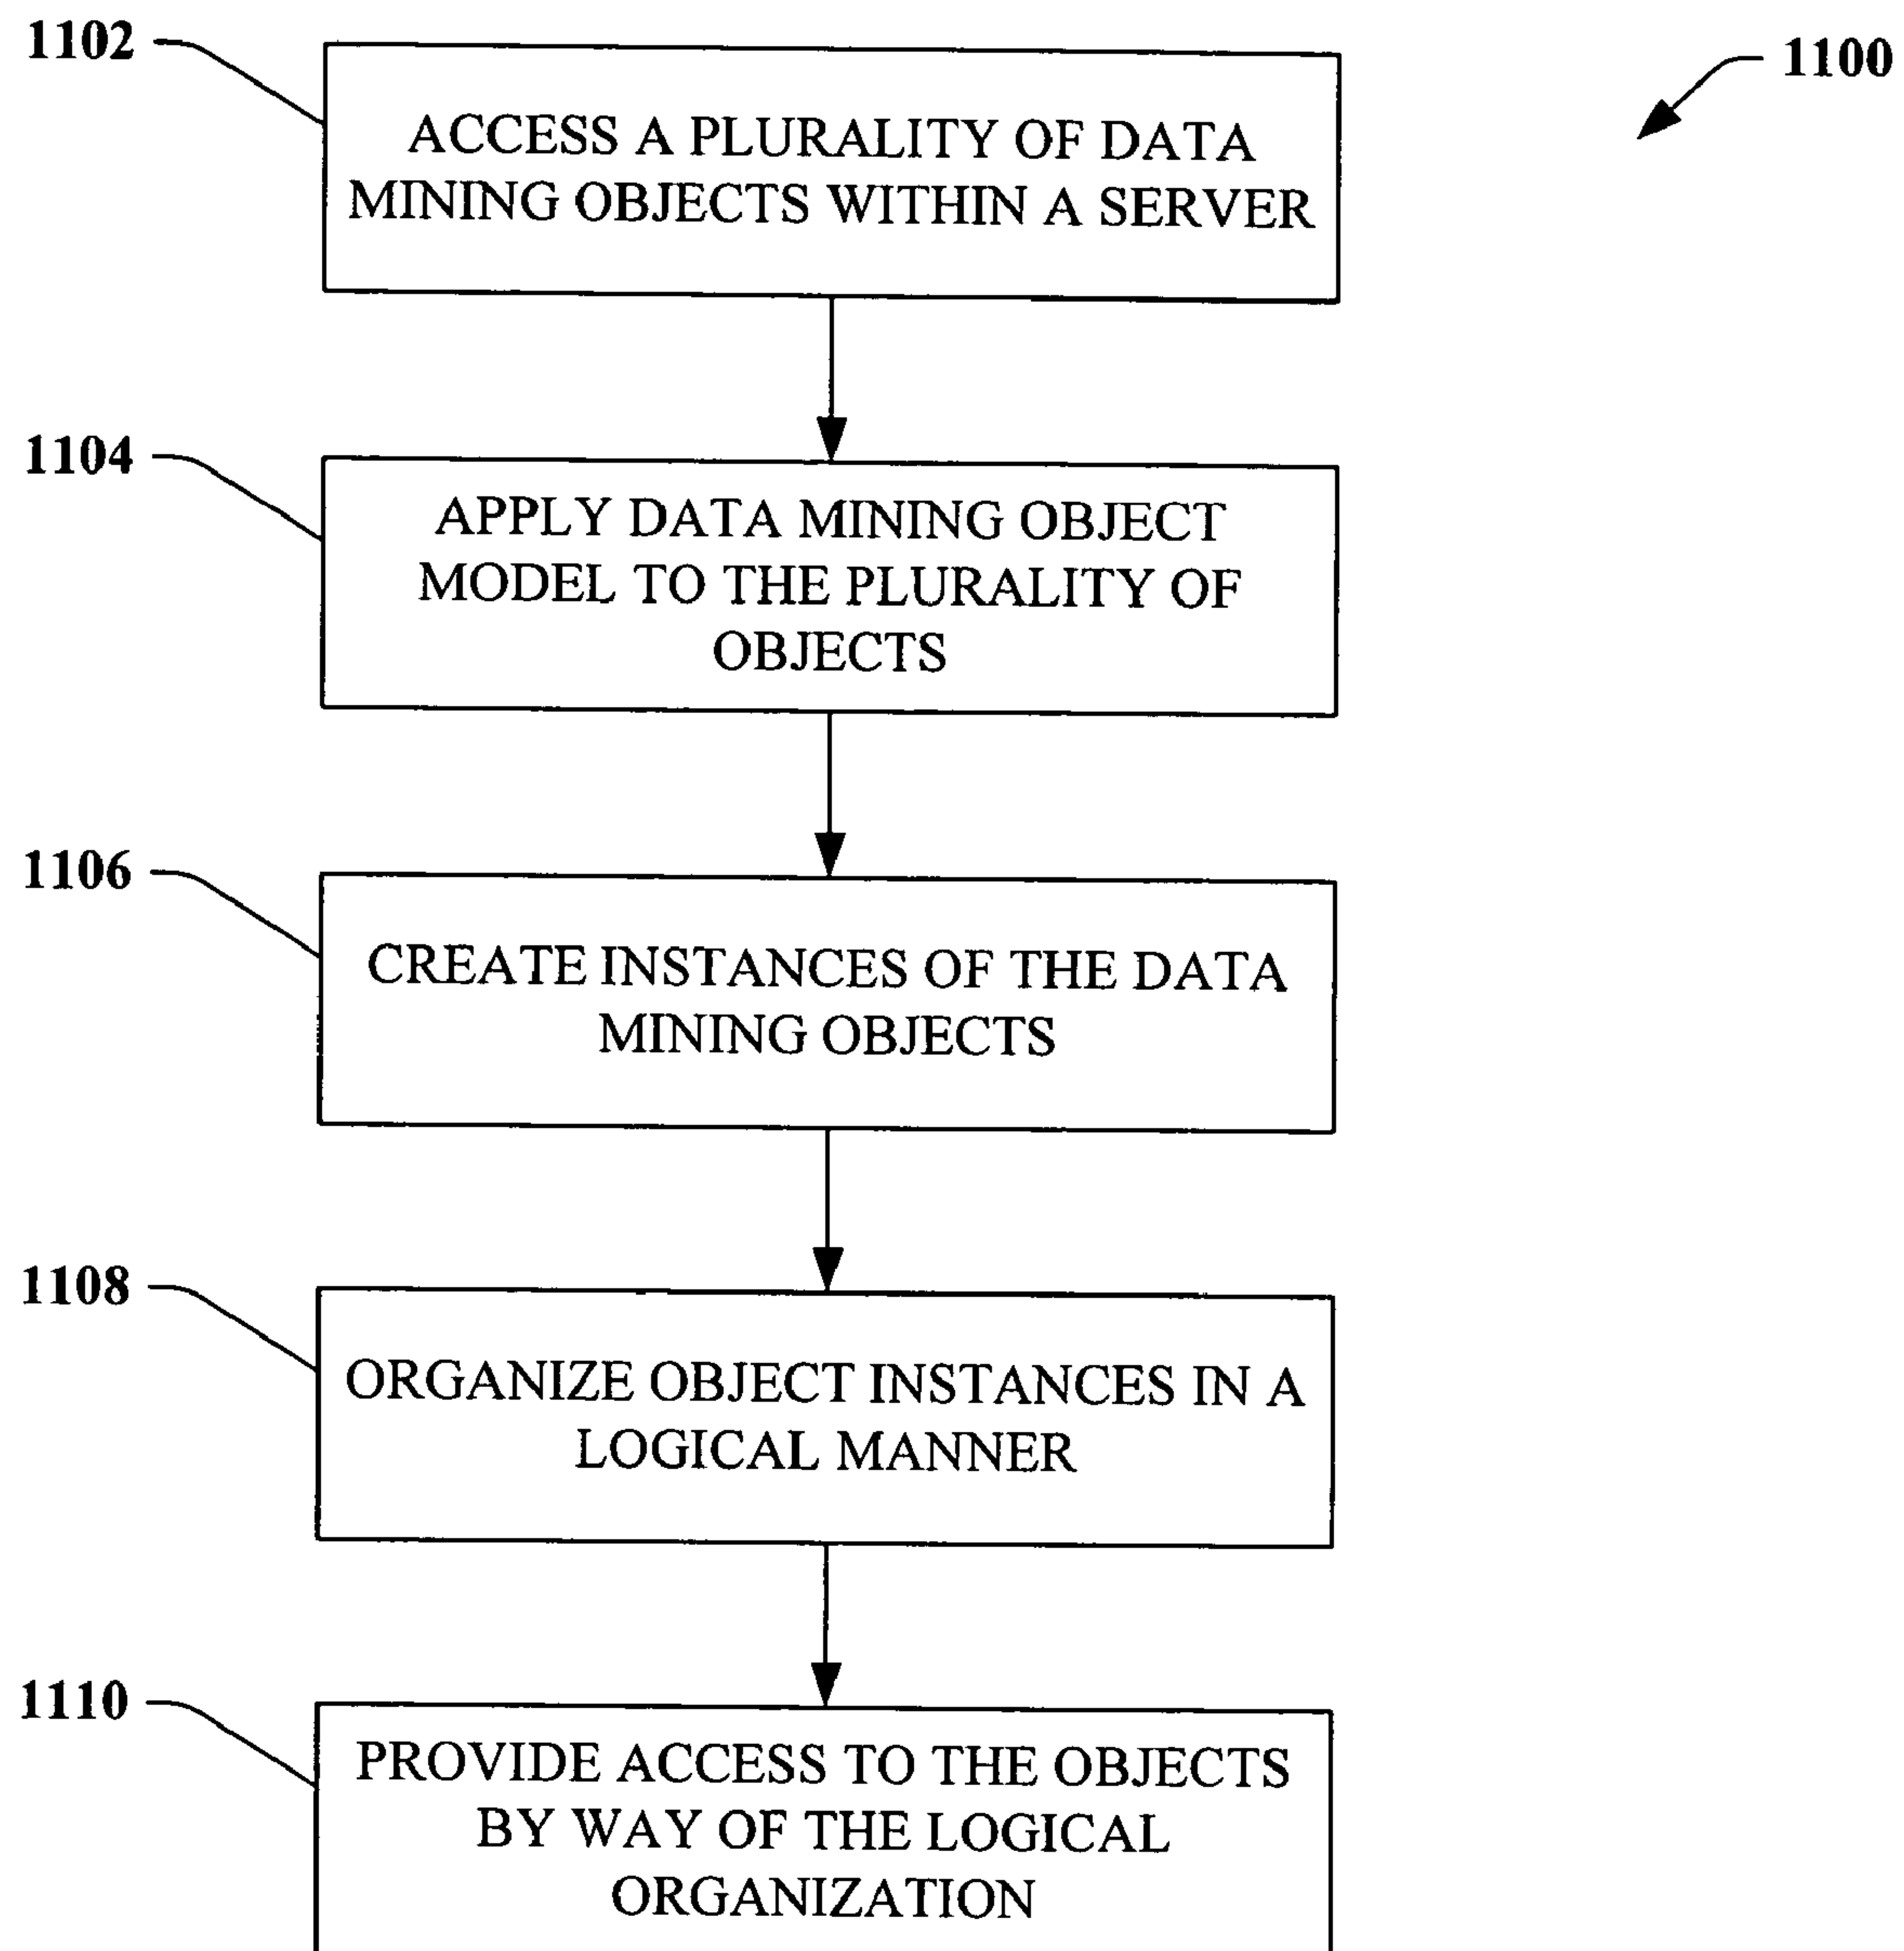 1102
1100
ACCESS A PLURALITY OF DATA
MINING OBJECTS WITHIN A SERVER
1104
APPLY DATA MINING OBJECT
MODEL TO THE PLURALITY OF
OBJECTS
1106
CREATE INSTANCES OF THE DATA
MINING OBJECTS
1108
ORGANIZE OBJECT INSTANCES IN A
LOGICAL MANNER
1110
PROVIDE ACCESS TO THE OBJECTS
BY WAY OF THE LOGICAL
ORGANIZATION